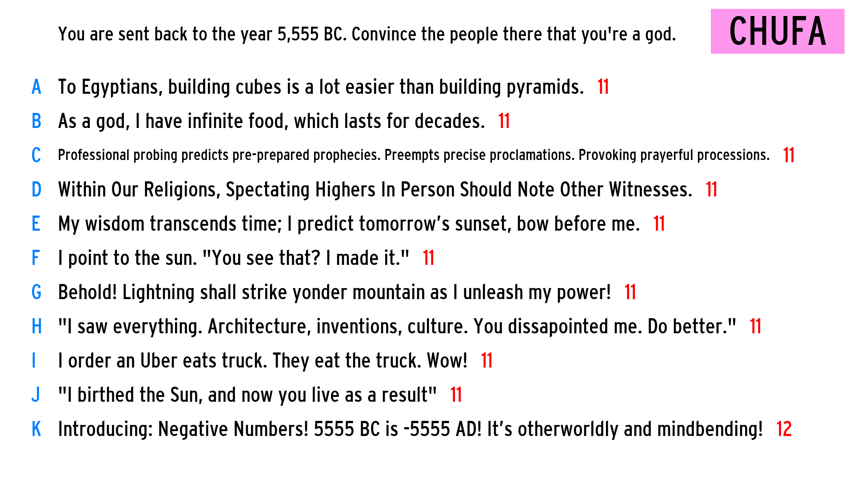 You are sent back to the year 5,555 BC. Convince the people there that you're a god.
CHUFA
A To Egyptians, building cubes is a lot easier than building pyramids. 11
B As a god, I have infinite food, which lasts for decades. 11
C Professional probing predicts pre-prepared prophecies. Preempts precise proclamations. Provoking prayerful processions. 11
D Within Our Religions, Spectating Highers In Person Should Note Other Witnesses. 11
E My wisdom transcends time; I predict tomorrow's sunset, bow before me. 11
F I point to the sun. "You see that? I made it." 11
G Behold! Lightning shall strike yonder mountain as I unleash my power! 11
H "I saw everything. Architecture, inventions, culture. You dissapointed me. Do better." 11
I I order an Uber eats truck. They eat the truck. Wow! 11
J "I birthed the Sun, and now you live as a result" 11
K Introducing: Negative Numbers! 5555 BC is -5555 AD! It's otherworldly and mindbending! 12